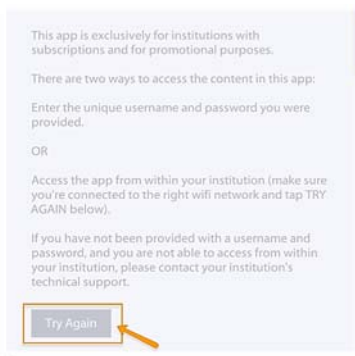 This app is exclusively for institutions with
subscriptions and for promotional purposes.
There are two ways to access the content in this app:
Enter the unique username and password you were
provided.
OR
Access the app from within your institution (make sure
you're connected to the right wifi network and tap TRY
AGAIN below).
If you have not been provided with a username and
password, and you are not able to access from within
your institution, please contact your institution's
technical support.
Try Again